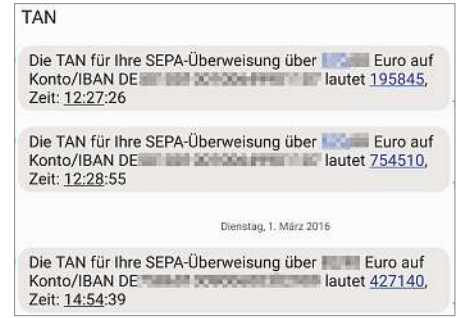 TAN
Die TAN für Ihre SEPA-Überweisung über Euro auf
Konto/IBAN DE lautet 195845,
Zeit: 12:27:26
Die TAN für Ihre SEPA-Überweisung über Euro auf
Konto/IBAN DE lautet 754510,
Zeit: 12:28:55
Dienstag, 1. März 2016
Die TAN für Ihre SEPA-Überweisung über Euro auf
Konto/IBAN DE lautet 427140,
Zeit: 14:54:39